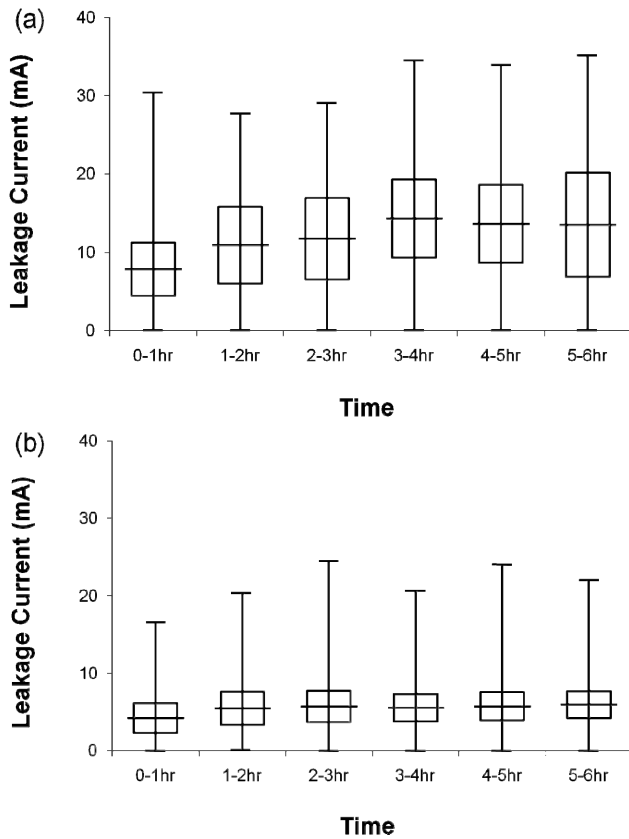 (a)
Leakage Current (mA)
40
30
20
10
0
0-1hr 1-2hr 2-3hr 3-4hr 4-5hr 5-6hr
Time
(b)
Leakage Current (mA)
40
30
20
10
0
0-1hr 1-2hr 2-3hr 3-4hr 4-5hr 5-6hr
Time